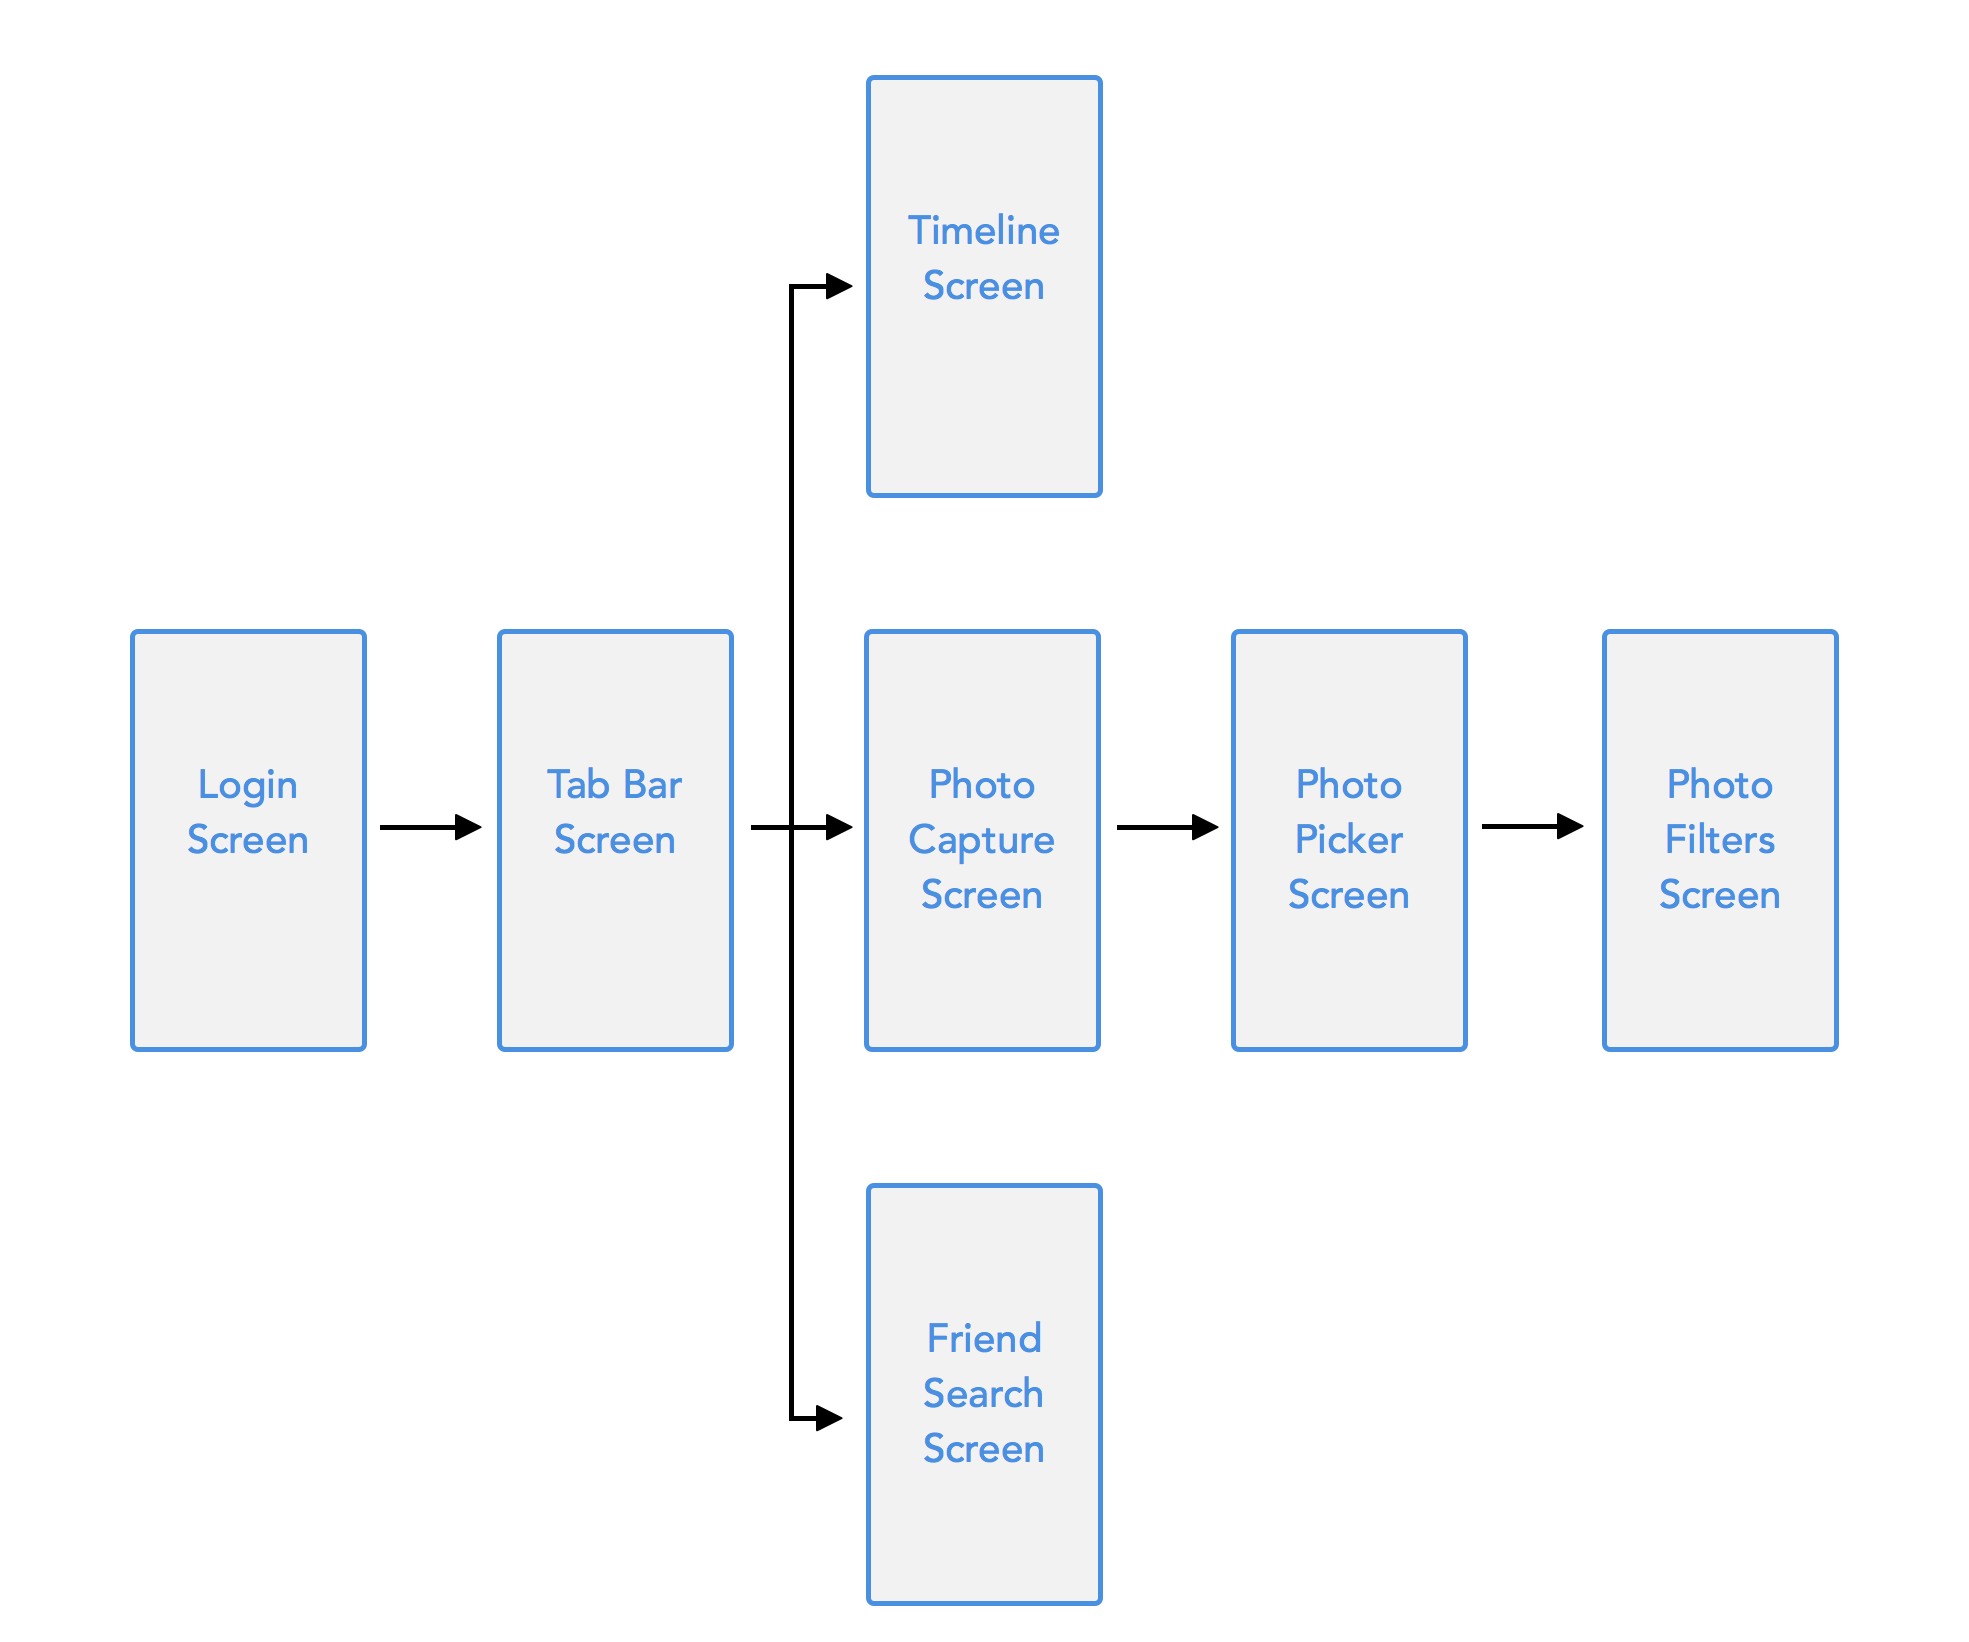 Timeline
Screen
Login
Screen
Tab Bar
Screen
Photo
Capture
Screen
Photo
Picker
Screen
Photo
Filters
Screen
Friend
Search
Screen